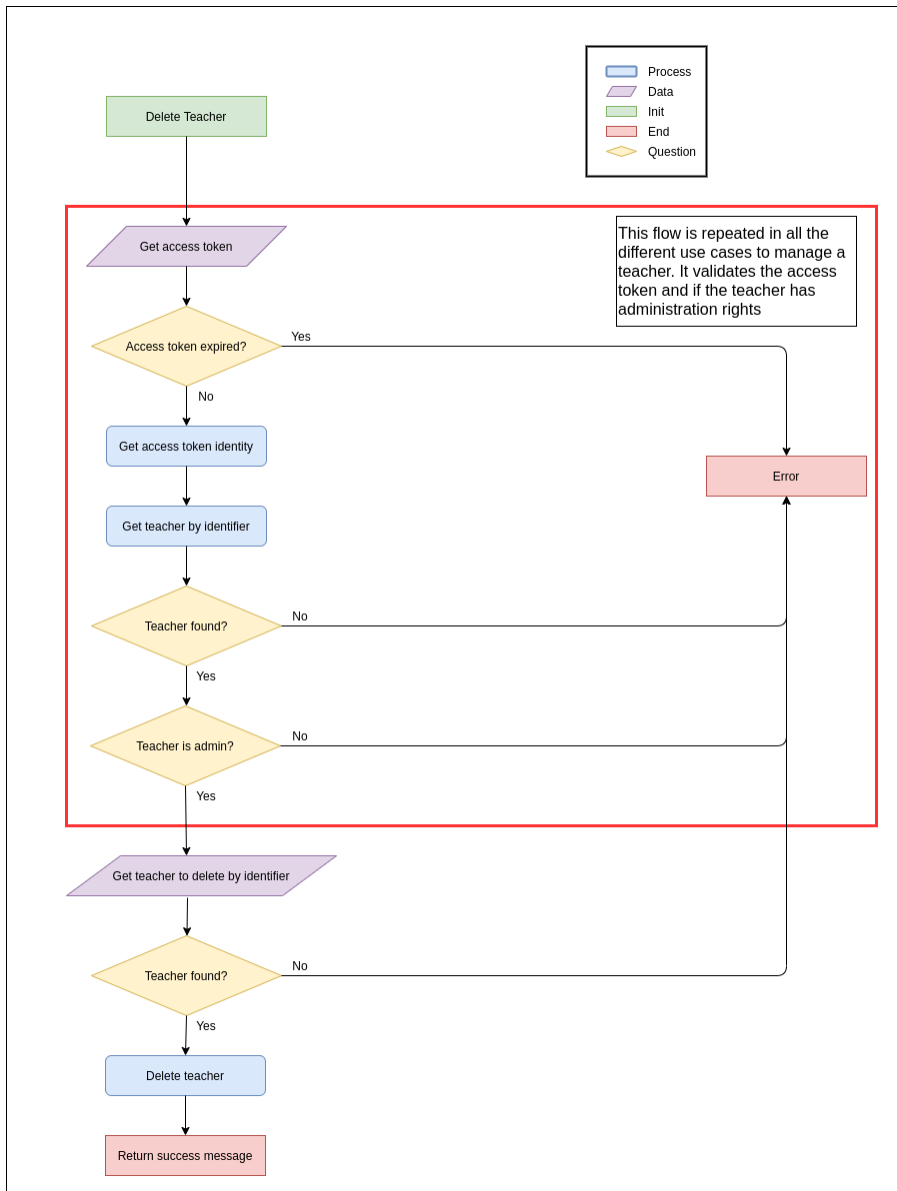 Process
Data
Init
End
Question
Delete Teacher
This flow is repeated in all the
different use cases to manage a
teacher. It validates the access
token and if the teacher has
administration rights
Get access token
Access token expired?
Yes
No
Get access token identity
Error
Get teacher by identifier
Teacher found?
No
Yes
Teacher is admin?
No
Yes
Get teacher to delete by identifier
Teacher found?
No
Yes
Delete teacher
Return success message